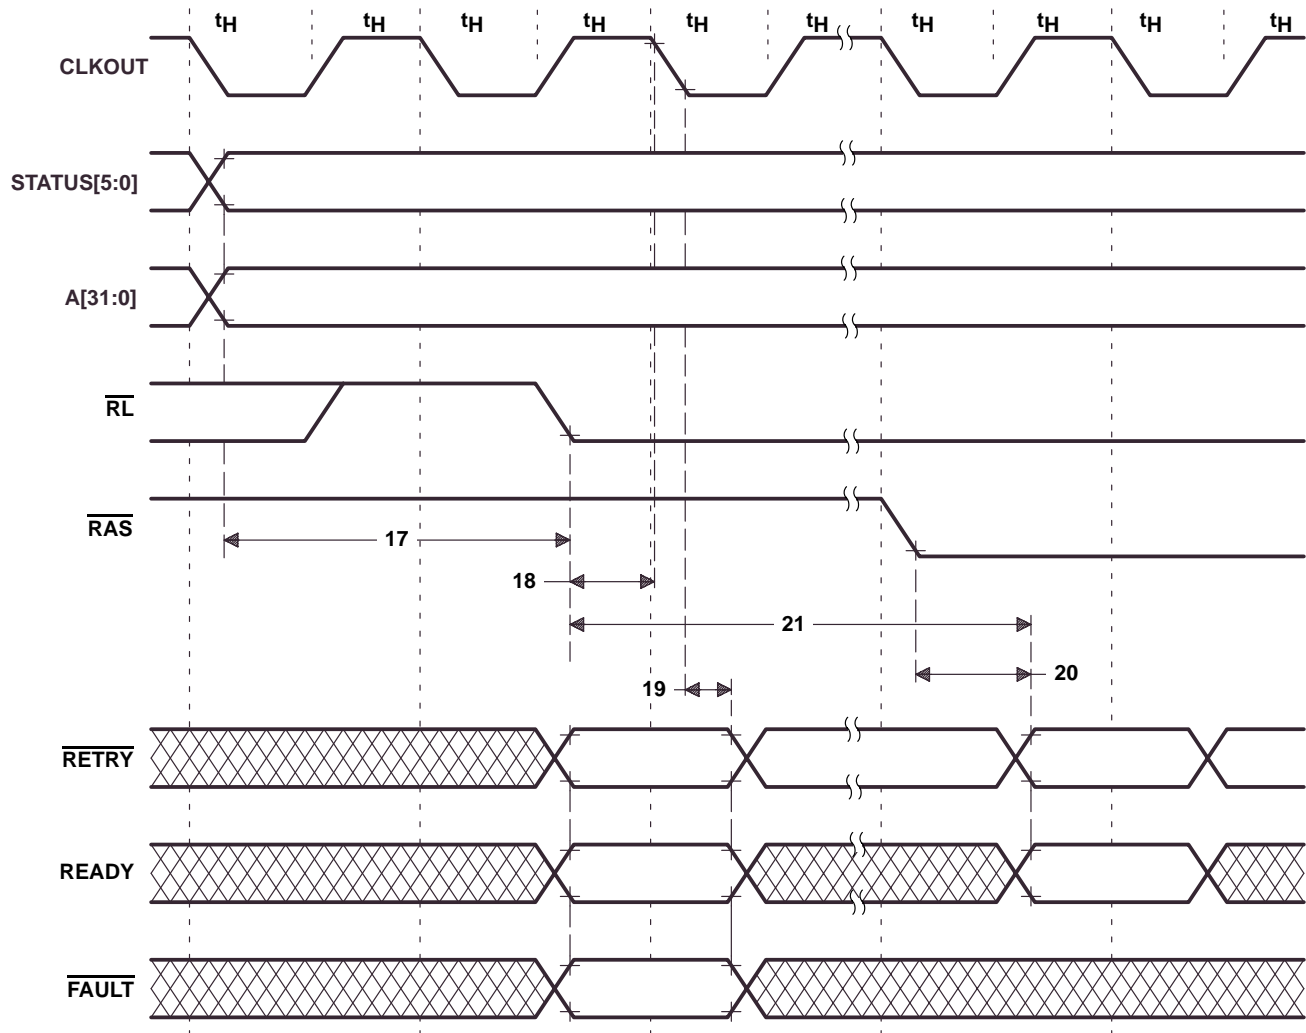 tH tH tH tH tH tH tH tH tH tH
CLKOUT
STATUS[5:0]
A[31:0]
RL
RAS
17
18
21
19
20
RETRY
READY
FAULT